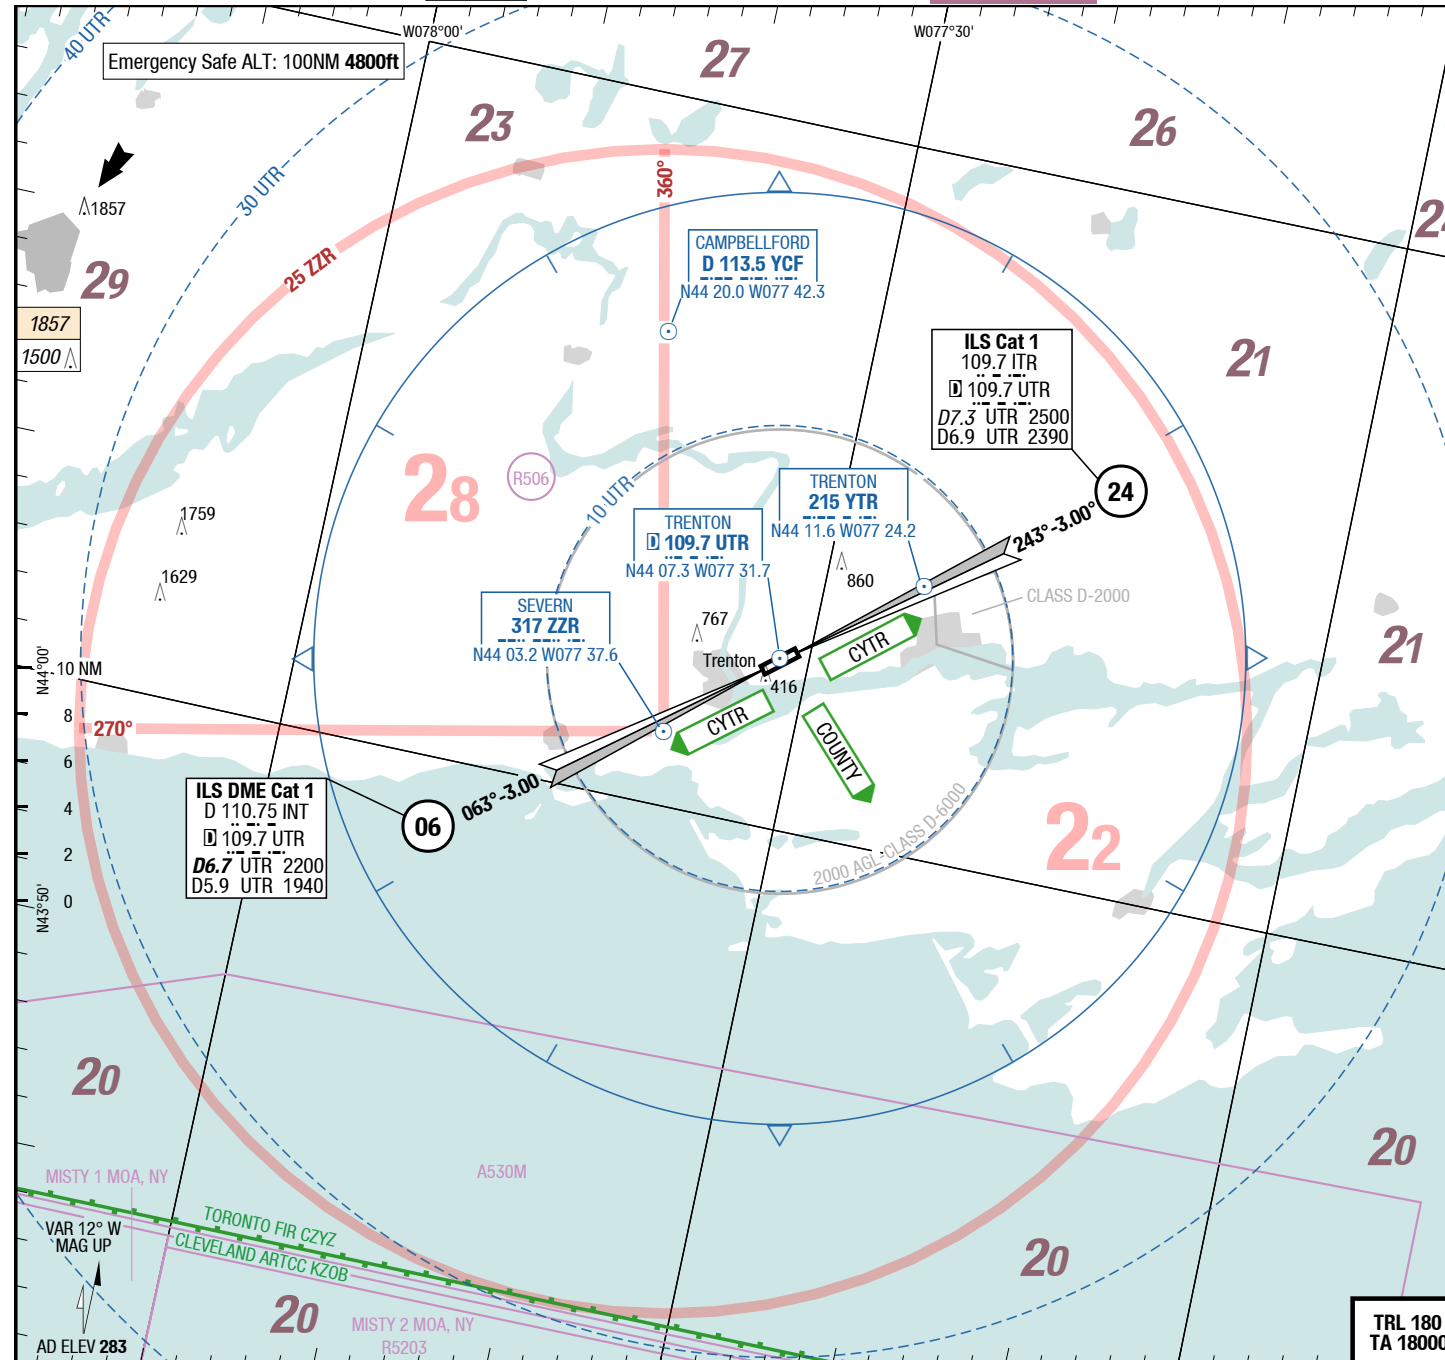 40 UTR
W078°00'
W077°30'
Emergency Safe ALT: 100NM 4800ft
27
23
26
30 UTR
360°
1857
CAMPBELLFORD
D 113.5 YCF
N44 20.0 W077 42.3
25 ZZR
29
1857
1500
ILS Cat 1
109.7 ITR
D 109.7 UTR
D7.3 UTR 2500
D6.9 UTR 2390
21
28
R506
10 UTR
TRENTON
215 YTR
N44 11.6 W077 24.2
24
243°-3.00°
1759
TRENTON
D 109.7 UTR
N44 07.3 W077 31.7
860
1629
SEVERN
317 ZZR
N44 03.2 W077 37.6
767
CLASS D-2000
CYTR
Trenton
416
21
N44°00'
10 NM
8
6
4
2
0
N43°50'
270°
CYTR
COUNTY
ILS DME Cat 1
D 110.75 INT
D 109.7 UTR
D6.7 UTR 2200
D5.9 UTR 1940
06
063°-3.00
2000 AGL-CLASS D-6000
22
20
20
A530M
MISTY 1 MOA, NY
TORONTO FIR CZYZ
CLEVELAND ARTCC KZOB
VAR 12° W
MAG UP
20
20
MISTY 2 MOA, NY
R5203
AD ELEV 283
TRL 180
TA 18000